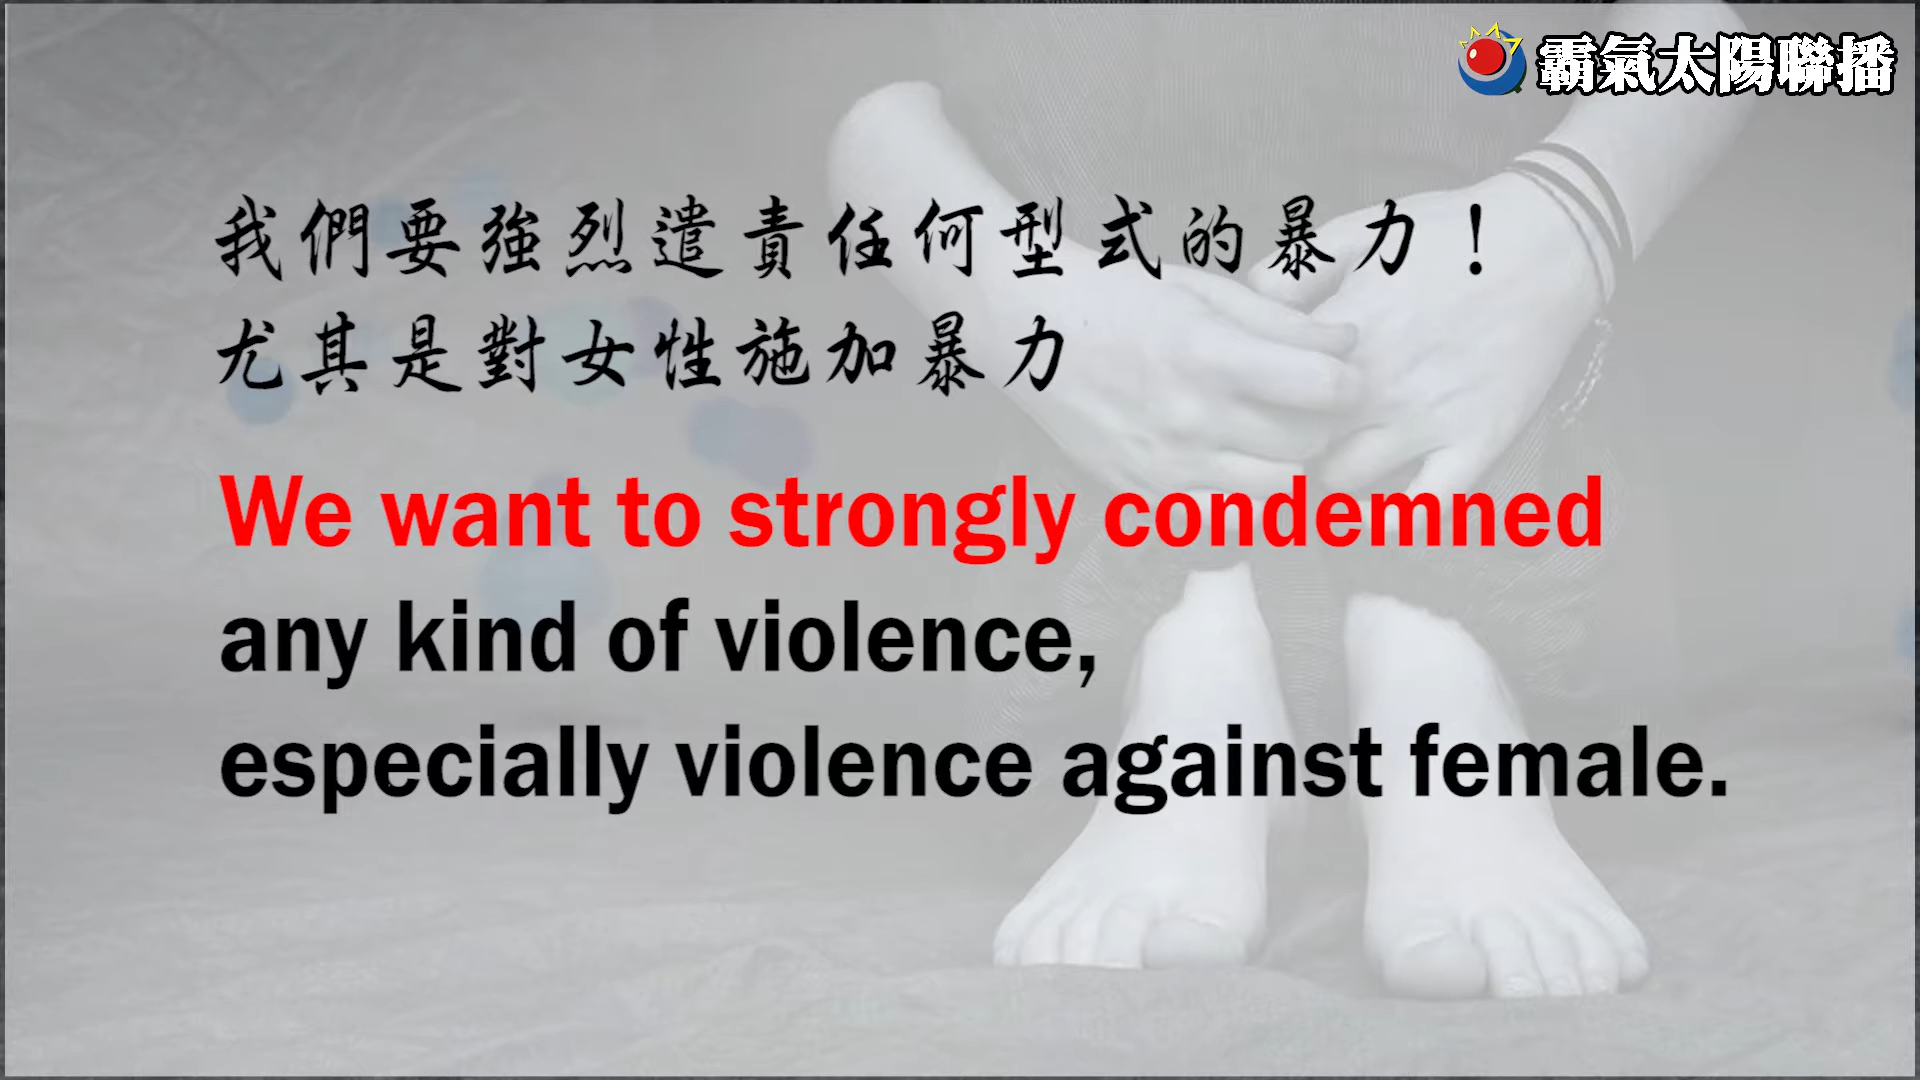 霸氣太陽聯播
我們要強烈遣責任何型式的暴力！
尤其是對女性施加暴力
We want to strongly condemned
any kind of violence,
especially violence against female.